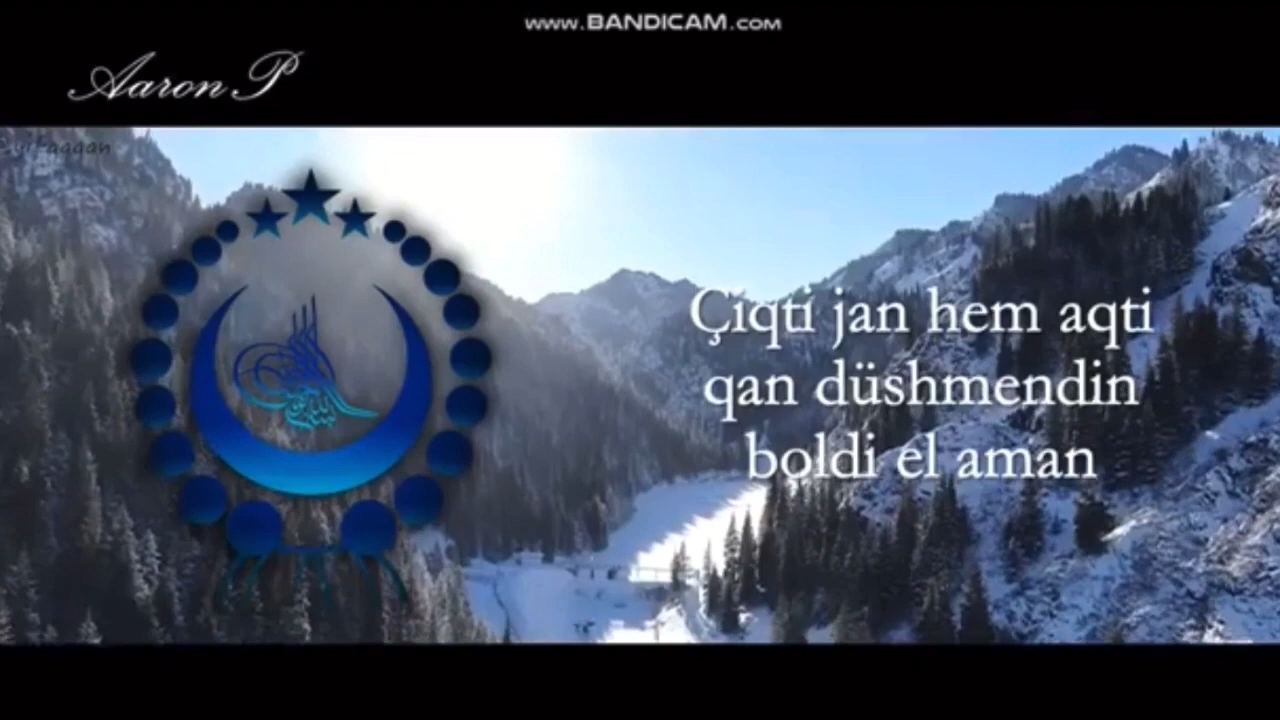 www.BANDICAM.com
Aaron P
Çiqti jan hem aqti
qan düshmendin
boldi el aman